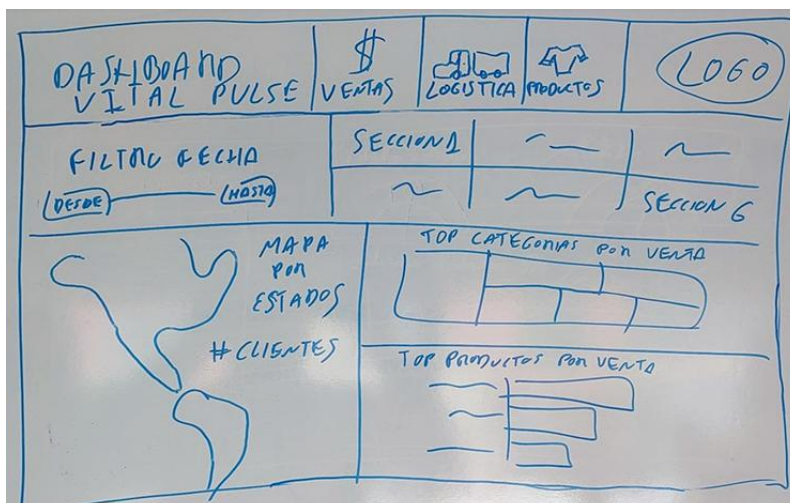 DASHBOARD
VITAL PULSE
$
VENTAS
LOGISTICA
PRODUCTOS
LOGO
FILTRO FECHA
DESDE
HASTA
SECCION 1
SECCION 6
MAPA
POR
ESTADOS
# CLIENTES
TOP CATEGORIAS POR VENTA
TOP PRODUCTOS POR VENTA